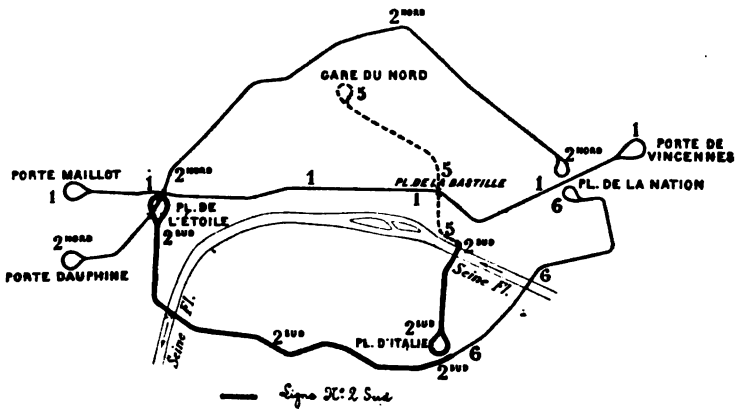 2 NORD
GARE DU NORD
5
1
PORTE DE
VINCENNES
2 NORD
PORTE MAILLOT
1
1
2 NORD
1
5
PL. DE LA BASTILLE
1
1
PL. DE LA NATION
6
PL. DE
L'ÉTOILE
2 SUD
2 NORD
PORTE DAUPHINE
5
2 SUD
Seine Fl.
6
Seine Fl.
2 SUD
2 SUD
PL. D'ITALIE
6
2 SUD
Ligne N° 2 Sud